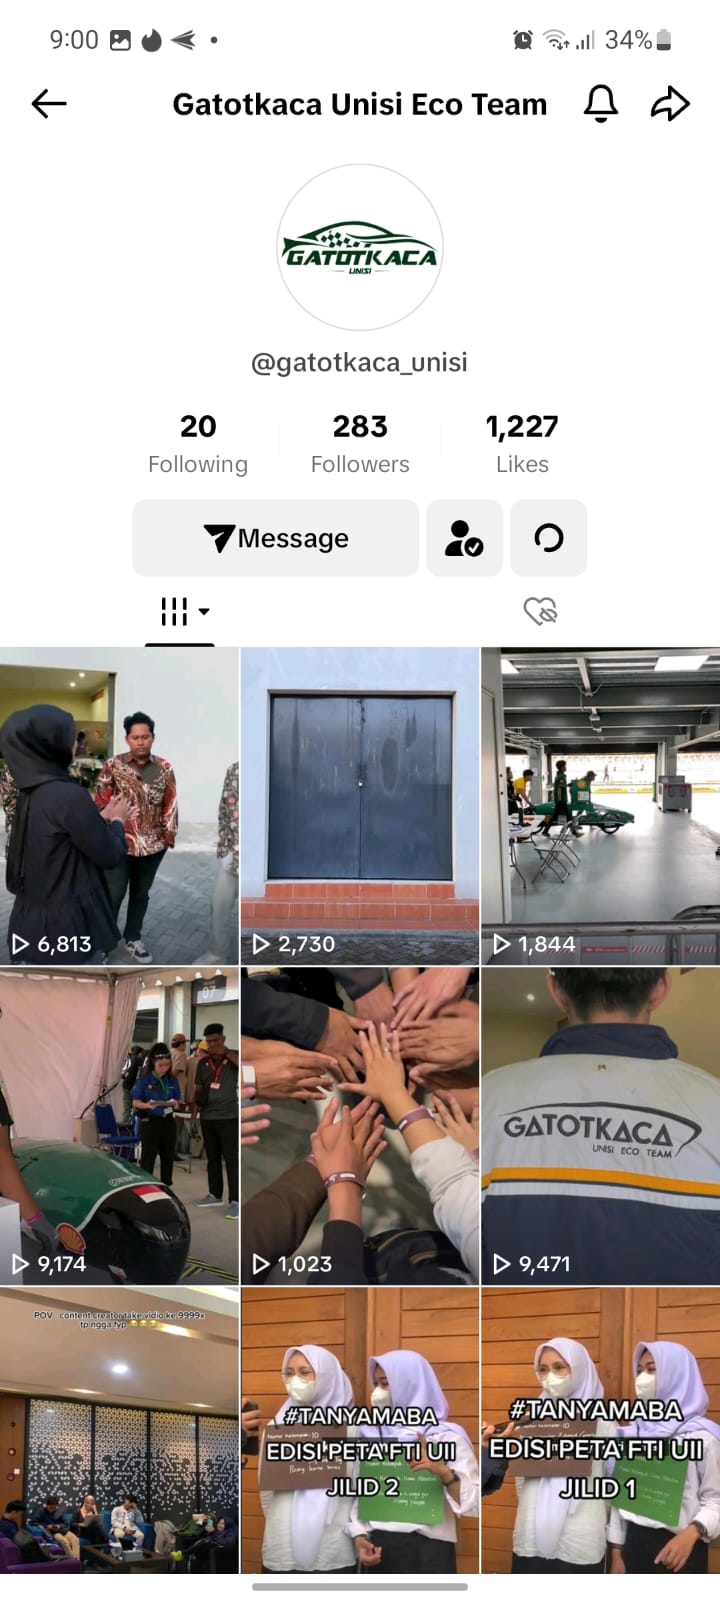 9:00
34%
Gatotkaca Unisi Eco Team
GATOTKACA
UNISI
@gatotkaca_unisi
20
283
1,227
Following
Followers
Likes
Message
6,813
2,730
1,844
07
9,174
1,023
GATOTKACA
UNISI ECO TEAM
9,471
POV : content creator take vidio ke 9999x
tp ngga fyp 😂😂😂
#TANYAMABA
EDISI PETA FTI UII
JILID 2
#TANYAMABA
EDISI PETA FTI UII
JILID 1